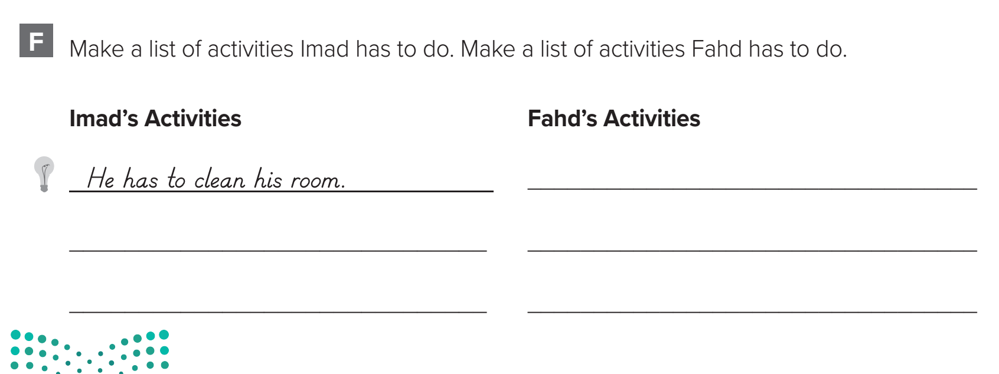 F
Make a list of activities Imad has to do. Make a list of activities Fahd has to do.
Imad’s Activities
Fahd’s Activities
He has to clean his room.